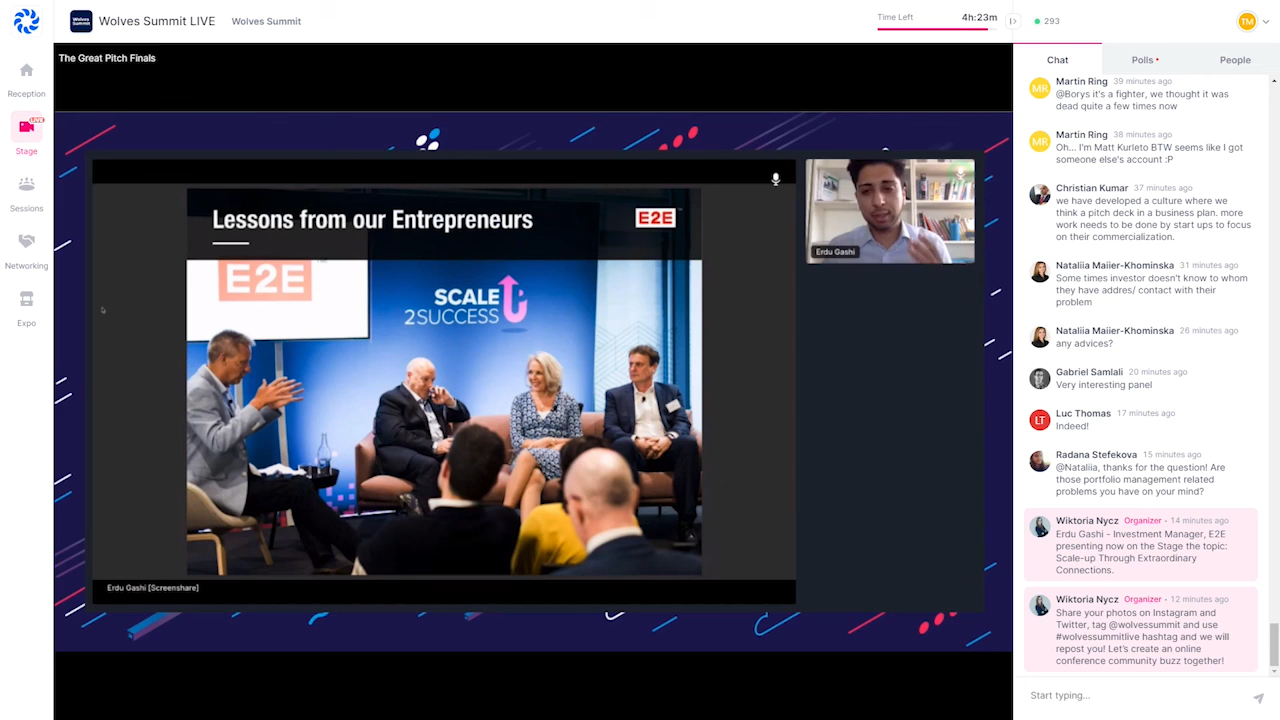 Wolves Summit
Wolves Summit LIVE
Wolves Summit
Time Left
4h:23m
293
TM
Reception
LIVE
Stage
Sessions
Networking
Expo
The Great Pitch Finals
Lessons from our Entrepreneurs
E2E
E2E
SCALE
2SUCCESS
Erdu Gashi
Erdu Gashi [Screenshare]
Chat
Polls
People
MR
Martin Ring 39 minutes ago
@Borys it's a fighter, we thought it was
dead quite a few times now
MR
Martin Ring 38 minutes ago
Oh... I'm Matt Kurleto BTW seems like I got
someone else's account :P
Christian Kumar 37 minutes ago
we have developed a culture where we
think a pitch deck in a business plan. more
work needs to be done by start ups to focus
on their commercialization.
Nataliia Maiier-Khominska 31 minutes ago
Some times investor doesn't know to whom
they have addres/ contact with their
problem
Nataliia Maiier-Khominska 26 minutes ago
any advices?
Gabriel Samlali 20 minutes ago
Very interesting panel
LT
Luc Thomas 17 minutes ago
Indeed!
Radana Stefekova 15 minutes ago
@Nataliia, thanks for the question! Are
those portfolio management related
problems you have on your mind?
Wiktoria Nycz Organizer • 14 minutes ago
Erdu Gashi - Investment Manager, E2E
presenting now on the Stage the topic:
Scale-up Through Extraordinary
Connections.
Wiktoria Nycz Organizer • 12 minutes ago
Share your photos on Instagram and
Twitter, tag @wolvessummit and use
#wolvessummitlive hashtag and we will
repost you! Let's create an online
conference community buzz together!
Start typing...